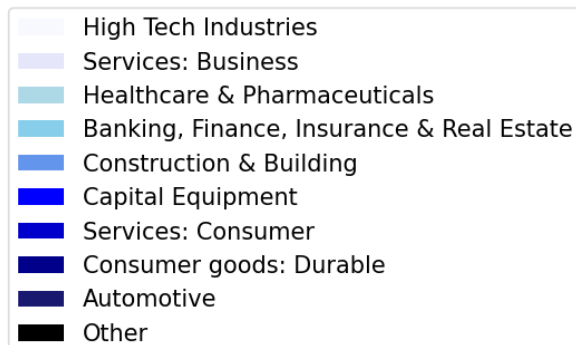 High Tech Industries
Services: Business
Healthcare & Pharmaceuticals
Banking, Finance, Insurance & Real Estate
Construction & Building
Capital Equipment
Services: Consumer
Consumer goods: Durable
Automotive
Other